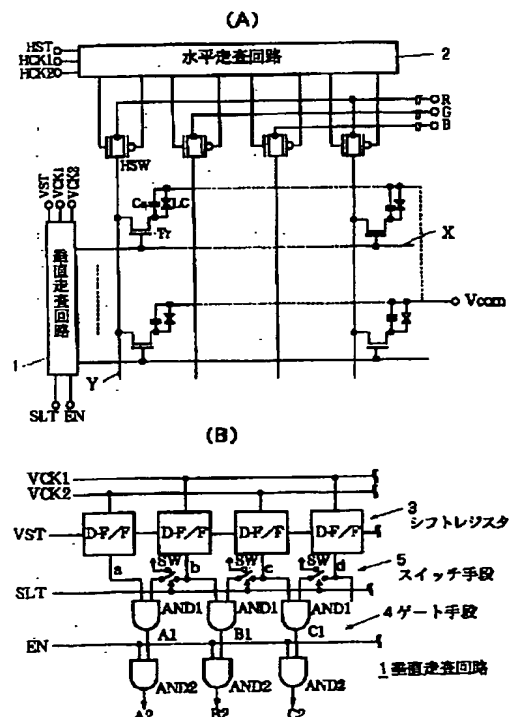 (A)
HST
HCK1
HCK2
水平走査回路
2
R
G
B
HSW
VST
VCK1
VCK2
Cs
LC
Tr
X
垂直走査回路
Vcom
1
Y
SLT
EN
(B)
VCK1
VCK2
VST
D-F/F
D-F/F
D-F/F
D-F/F
3
シフトレジスタ
a
SW
b
SW
c
SW
d
5
スイッチ手段
SLT
AND1
AND1
AND1
A1
B1
C1
4 ゲート手段
EN
AND2
AND2
AND2
1 垂直走査回路
A2
B2
C2